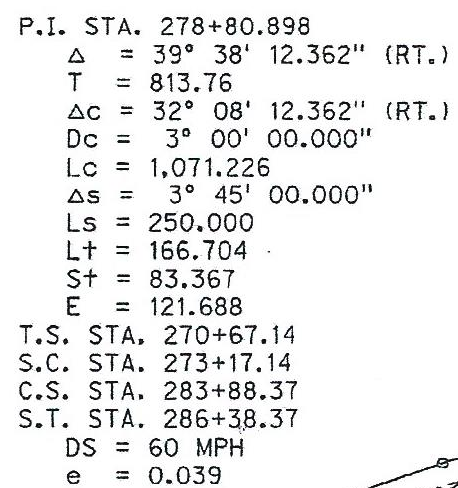 P.I. STA. 278+80.898
Δ = 39° 38' 12.362" (RT.)
T = 813.76
Δc = 32° 08' 12.362" (RT.)
Dc = 3° 00' 00.000"
Lc = 1,071.226
Δs = 3° 45' 00.000"
Ls = 250.000
Lt = 166.704
St = 83.367
E = 121.688
T.S. STA. 270+67.14
S.C. STA. 273+17.14
C.S. STA. 283+88.37
S.T. STA. 286+38.37
DS = 60 MPH
e = 0.039